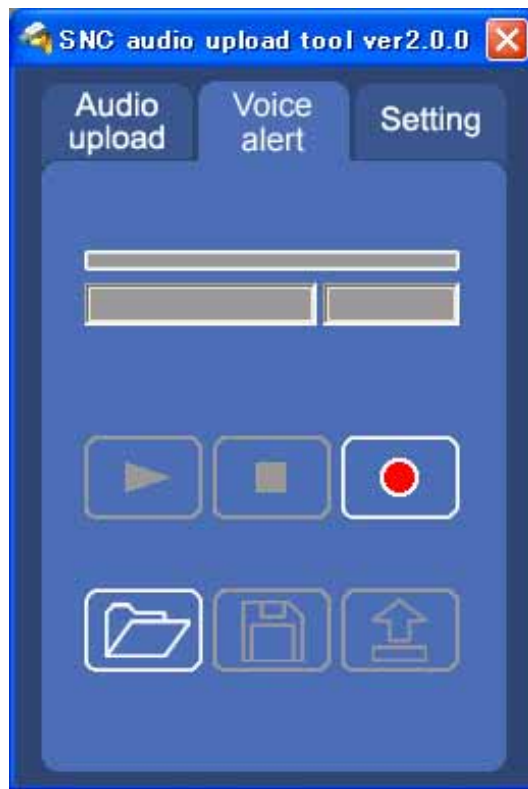 SNC audio upload tool ver2.0.0
Audio
upload
Voice
alert
Setting